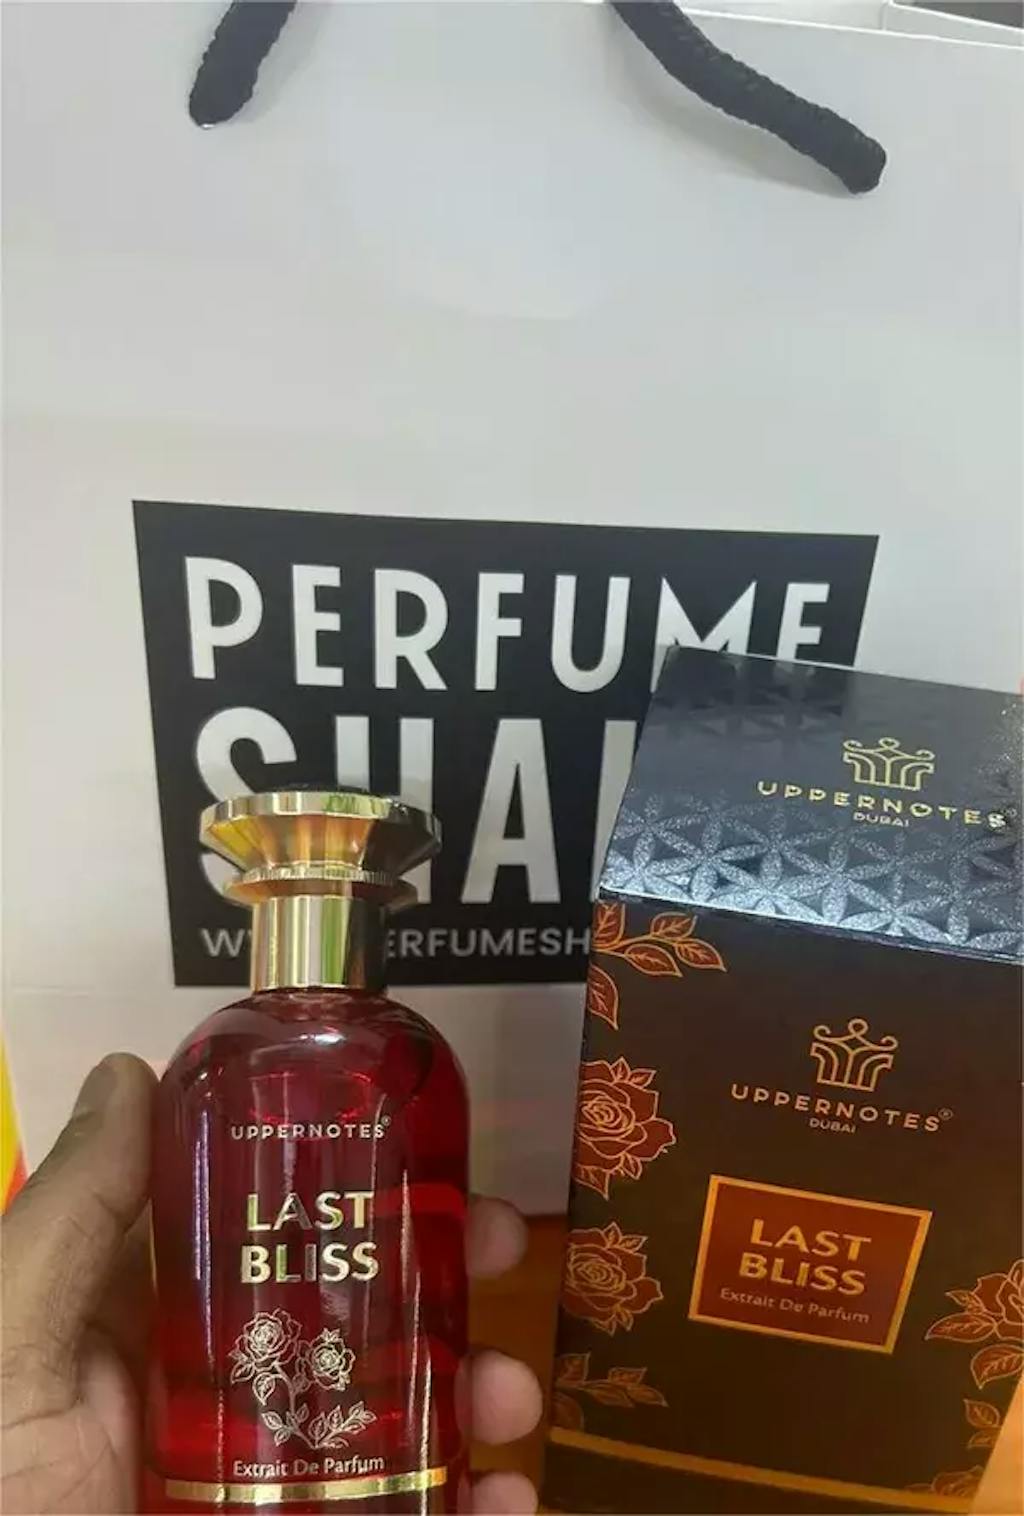 PERFUME
UPPERNOTES
DUBAI
UPPERNOTES®
DUBAI
LAST
BLISS
Extrait De Parfum
UPPERNOTES®
LAST
BLISS
Extrait De Parfum